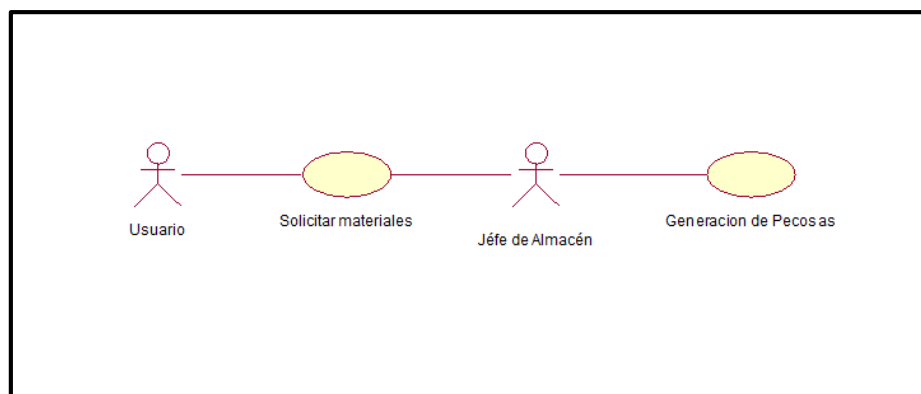 Usuario
Solicitar materiales
Jéfe de Almacén
Generacion de Pecosas